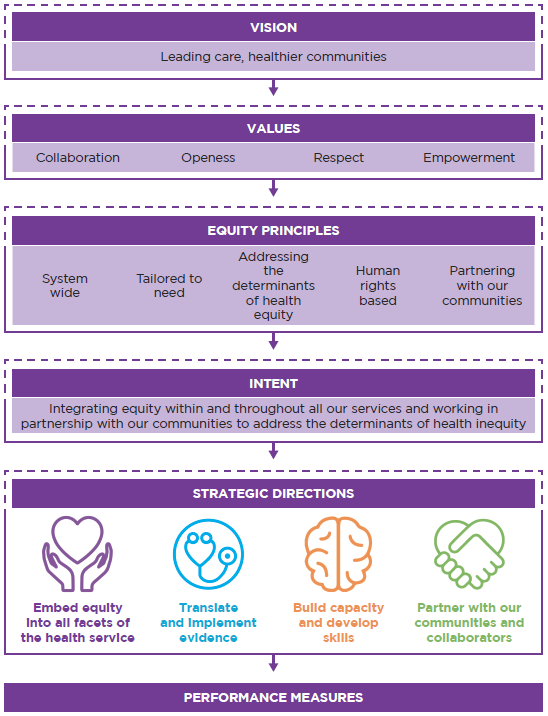 VISION
Leading care, healthier communities
VALUES
Collaboration Openess Respect Empowerment
EQUITY PRINCIPLES
System
wide
Tailored to
need
Addressing
the
determinants
of health
equity
Human
rights
based
Partnering
with our
communities
INTENT
Integrating equity within and throughout all our services and working in
partnership with our communities to address the determinants of health inequity
STRATEGIC DIRECTIONS
Embed equity
into all facets of
the health service
Translate
and implement
evidence
Build capacity
and develop
skills
Partner with our
communities and
collaborators
PERFORMANCE MEASURES